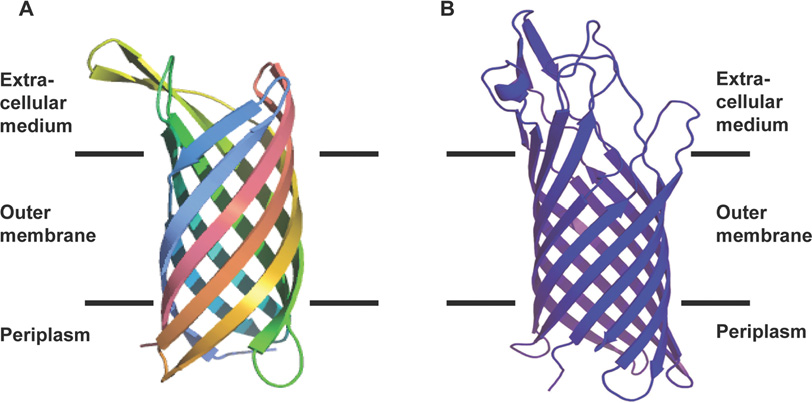 A
Extra-
cellular
medium
Outer
membrane
Periplasm
B
Extra-
cellular
medium
Outer
membrane
Periplasm